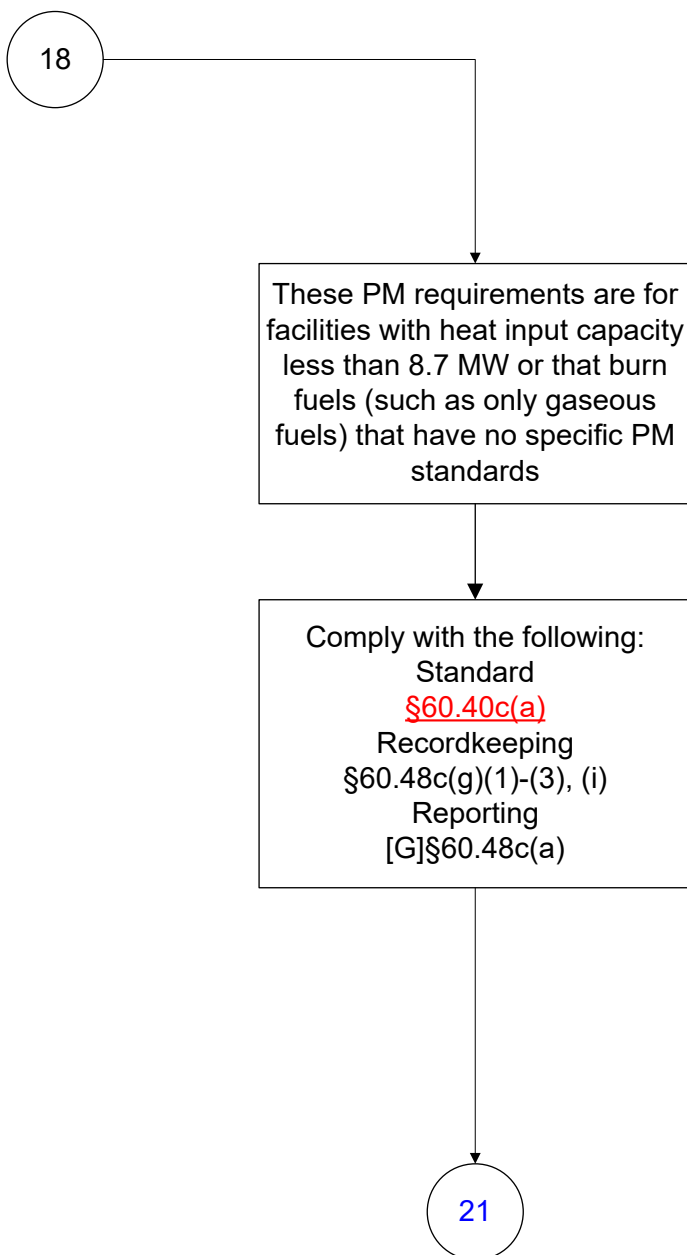 18
These PM requirements are for
facilities with heat input capacity
less than 8.7 MW or that burn
fuels (such as only gaseous
fuels) that have no specific PM
standards
Comply with the following:
Standard
§60.40c(a)
Recordkeeping
§60.48c(g)(1)-(3), (i)
Reporting
[G]§60.48c(a)
21